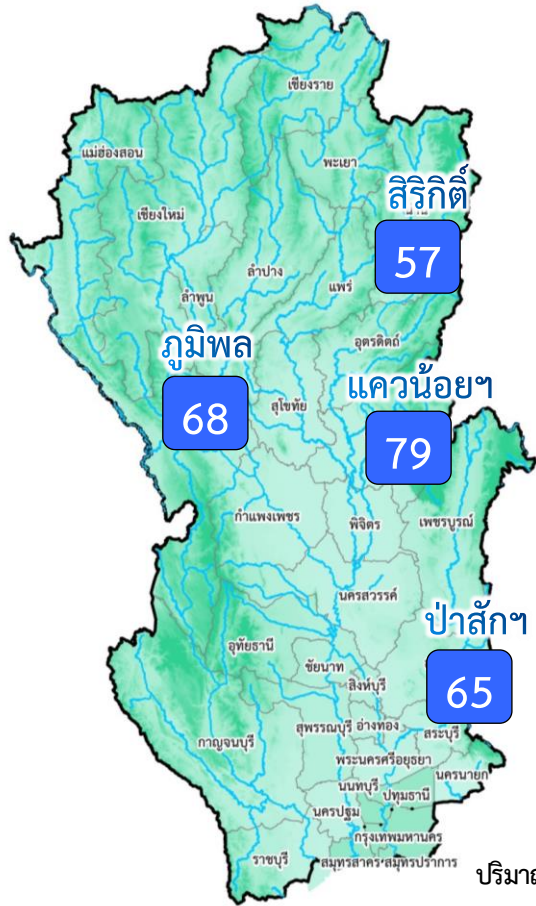 เชียงราย
แม่ฮ่องสอน
พะเยา
สิริกิติ์
เชียงใหม่
57
ลำปาง
แพร่
ลำพูน
อุตรดิตถ์
ภูมิพล
แควน้อยฯ
68
สุโขทัย
79
กำแพงเพชร
พิจิตร
เพชรบูรณ์
นครสวรรค์
ป่าสักฯ
อุทัยธานี
ชัยนาท
สิงห์บุรี
65
สุพรรณบุรี อ่างทอง
สระบุรี
กาญจนบุรี
พระนครศรีอยุธยา
นครนายก
นนทบุรี
ปทุมธานี
นครปฐม
กรุงเทพมหานคร
ราชบุรี
สมุทรสาคร สมุทรปราการ